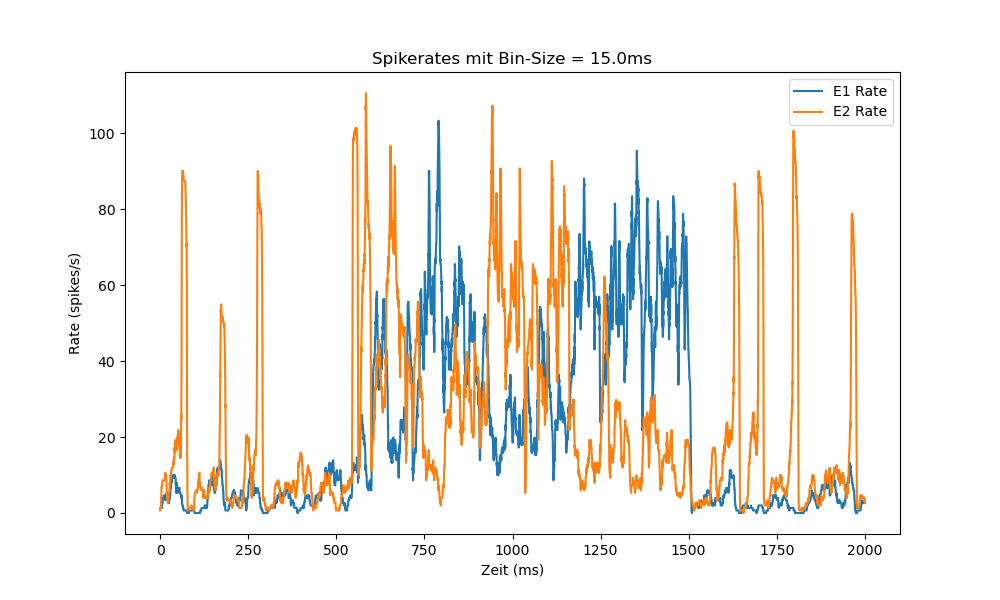 Spikerates mit Bin-Size = 15.0ms
E1 Rate
E2 Rate
Rate (spikes/s)
100
80
60
40
20
0
0 250 500 750 1000 1250 1500 1750 2000
Zeit (ms)